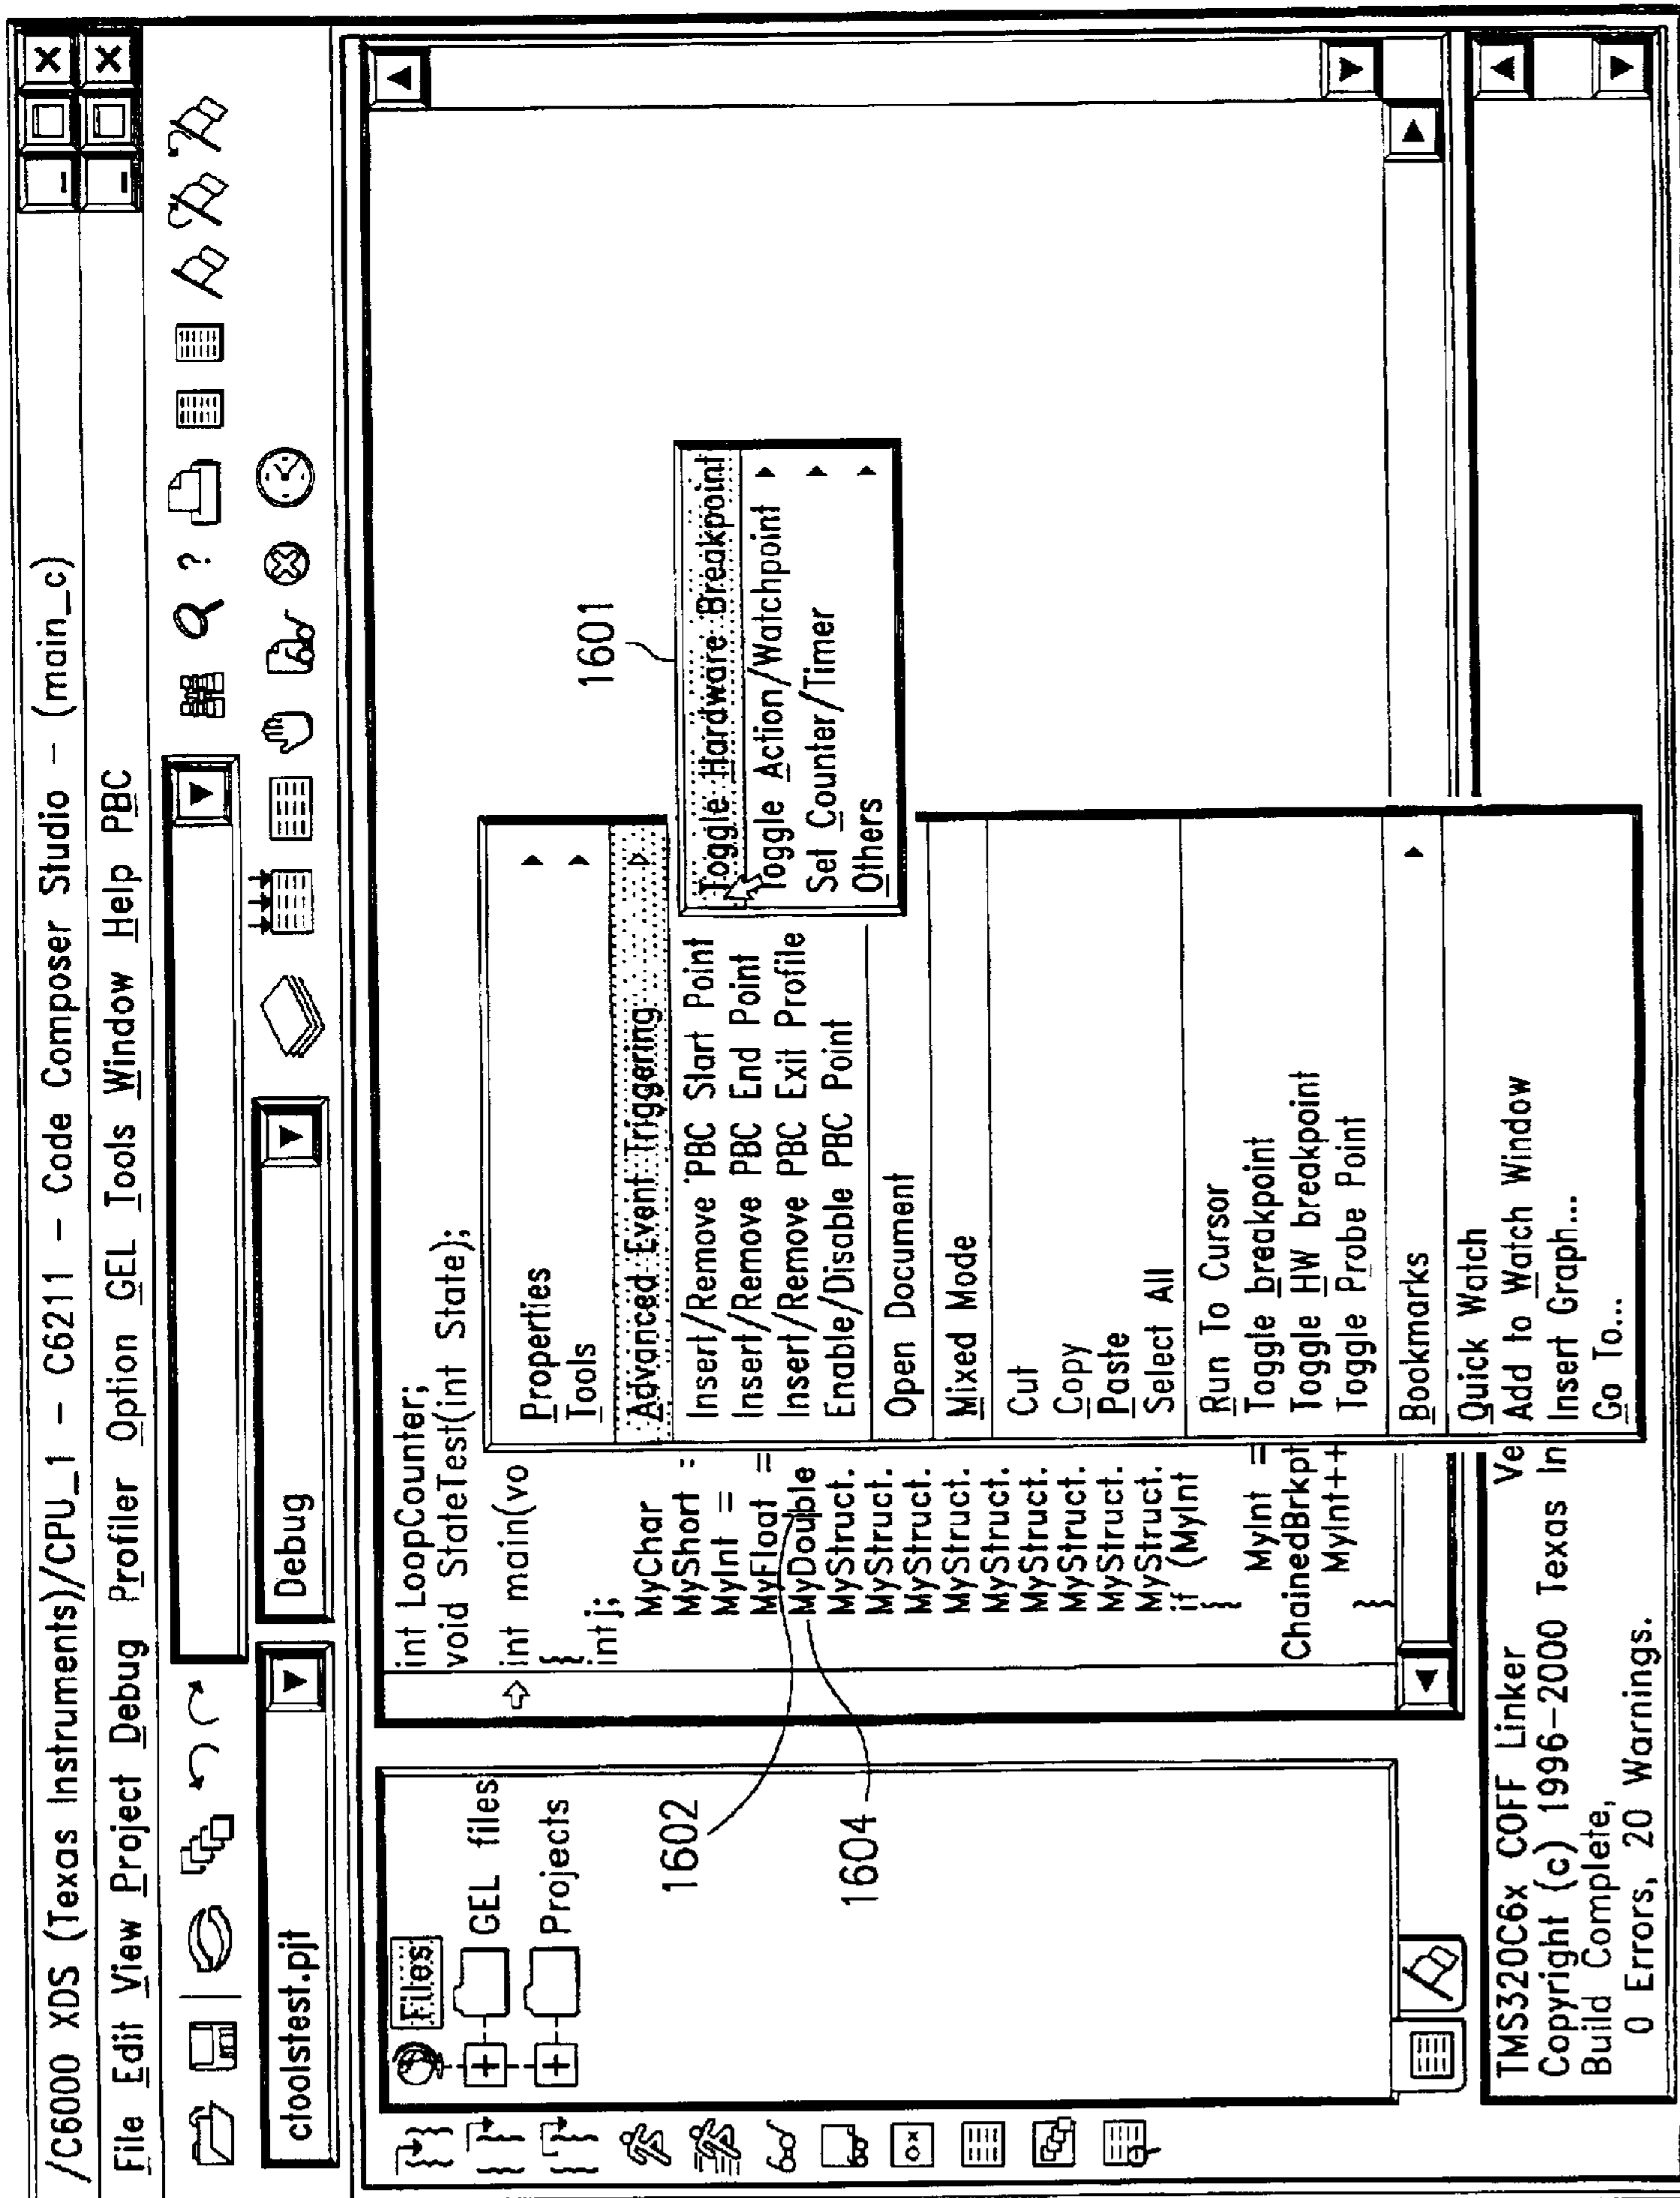 /C6000 XDS (Texas Instruments)/CPU_1 – C6211 – Code Composer Studio – (main_c)
File Edit View Project Debug Profiler Option GEL Tools Window Help PBC
?
ctoolstest.pjt
Debug
Files
GEL files
Projects
int LoopCounter;
void StateTest(int State);
int main(vo
{
intj;
MyChar
MyShort =
MyInt =
MyFloat =
MyDouble
MyStruct.
MyStruct.
MyStruct.
MyStruct.
MyStruct.
MyStruct.
MyStruct.
if (MyInt
{
MyInt =
ChainedBrkpt
MyInt++
}
Properties
Tools
Advanced Event Triggering
Insert/Remove PBC Start Point
Insert/Remove PBC End Point
Insert/Remove PBC Exit Profile
Enable/Disable PBC Point
Open Document
Mixed Mode
Cut
Copy
Paste
Select All
Run To Cursor
Toggle breakpoint
Toggle HW breakpoint
Toggle Probe Point
Bookmarks
Quick Watch
Add to Watch Window
Insert Graph...
Go To...
1601
Toggle Hardware Breakpoint
Toggle Action/Watchpoint
Set Counter/Timer
Others
1602
1604
TMS320C6x COFF Linker Ve
Copyright (c) 1996–2000 Texas In
Build Complete,
0 Errors, 20 Warnings.